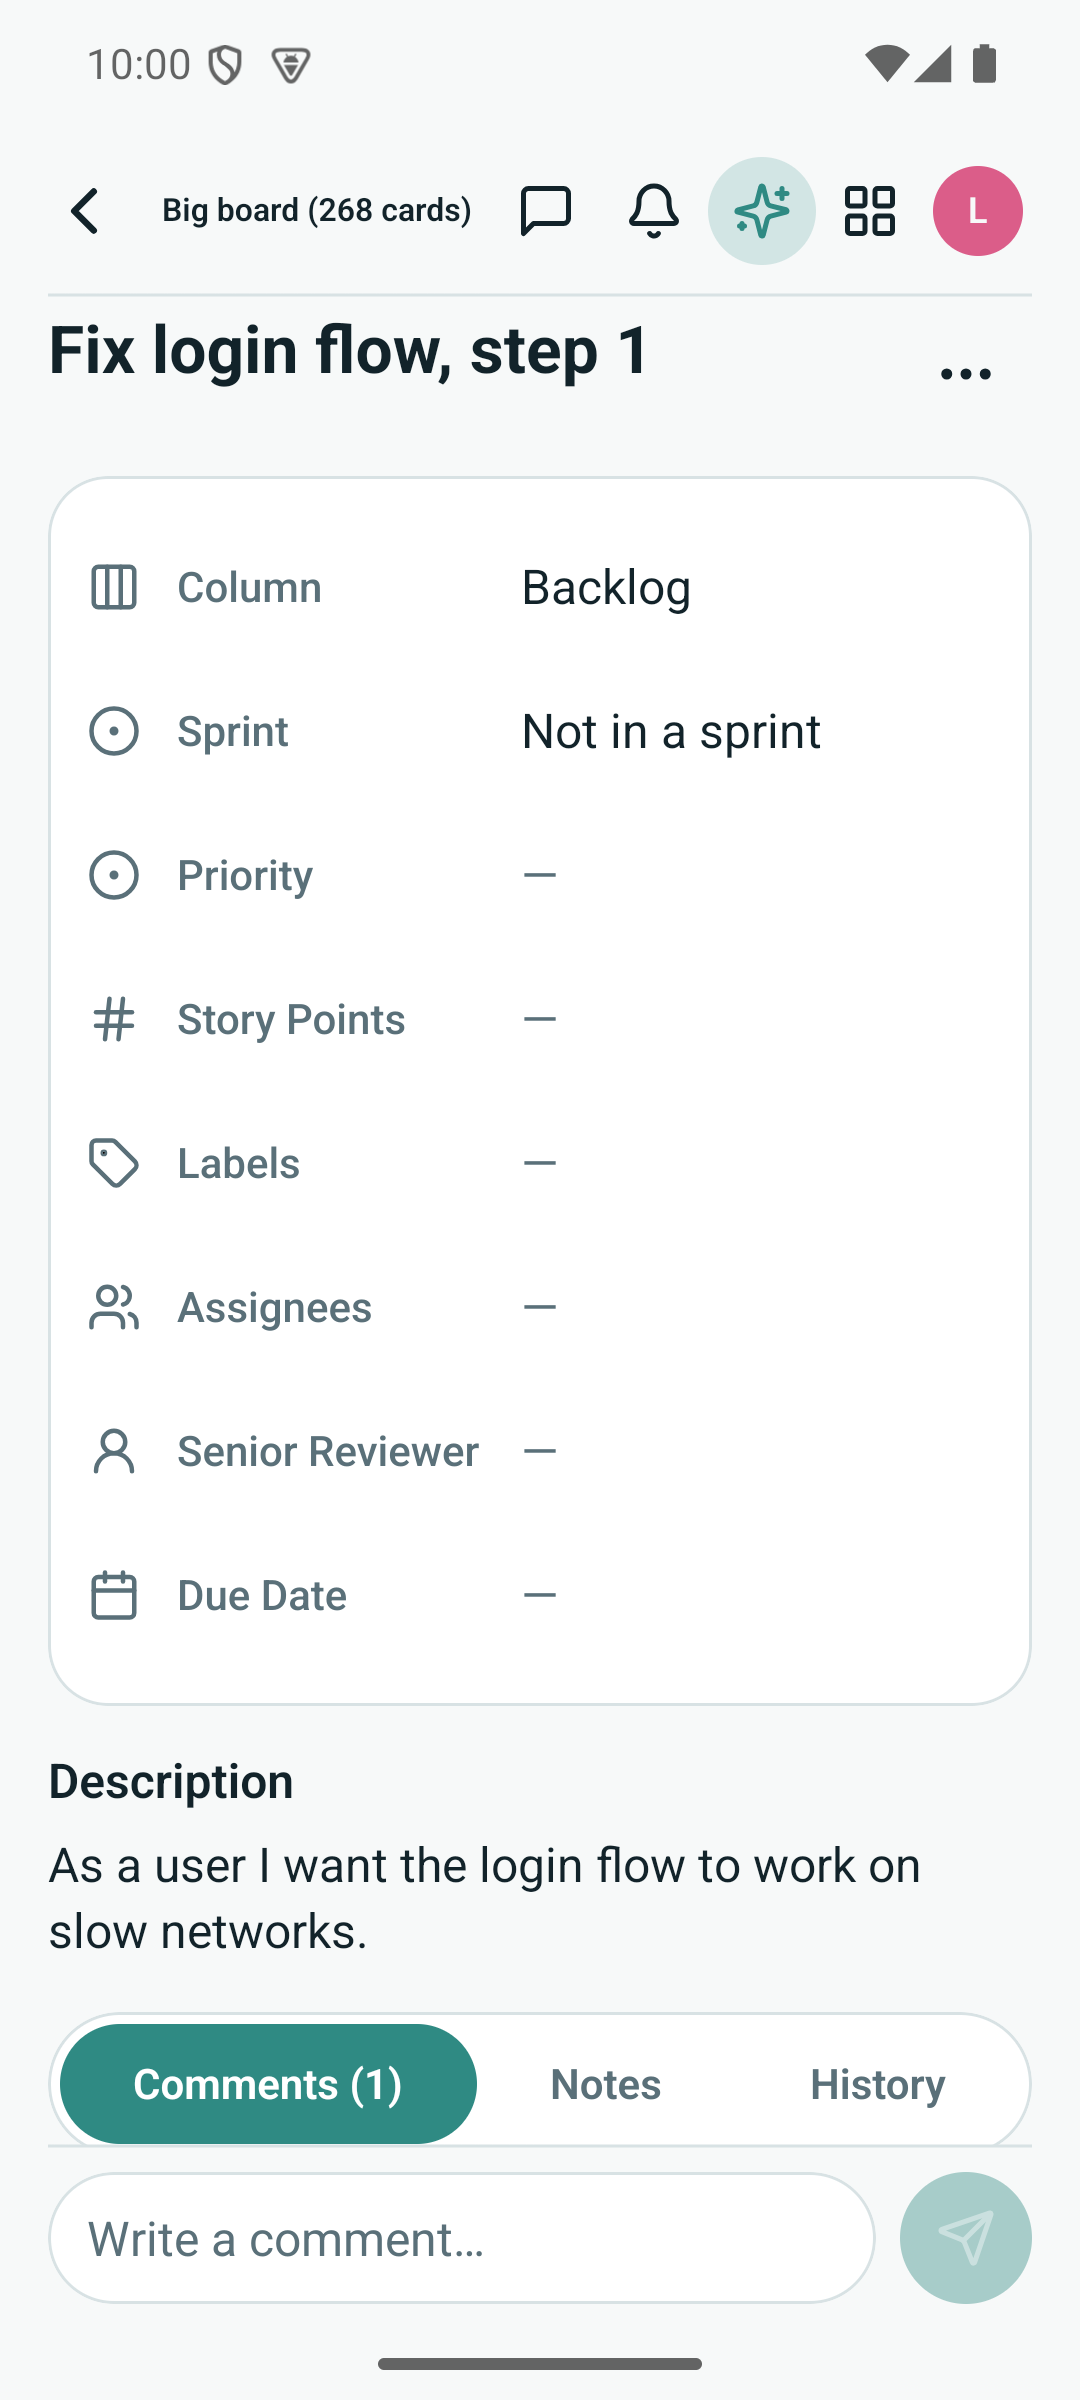 10:00
Big board (268 cards)
L
Fix login flow, step 1
...
Column Backlog
Sprint Not in a sprint
Priority —
Story Points —
Labels —
Assignees —
Senior Reviewer —
Due Date —
Description
As a user I want the login flow to work on
slow networks.
Comments (1) Notes History
Write a comment…